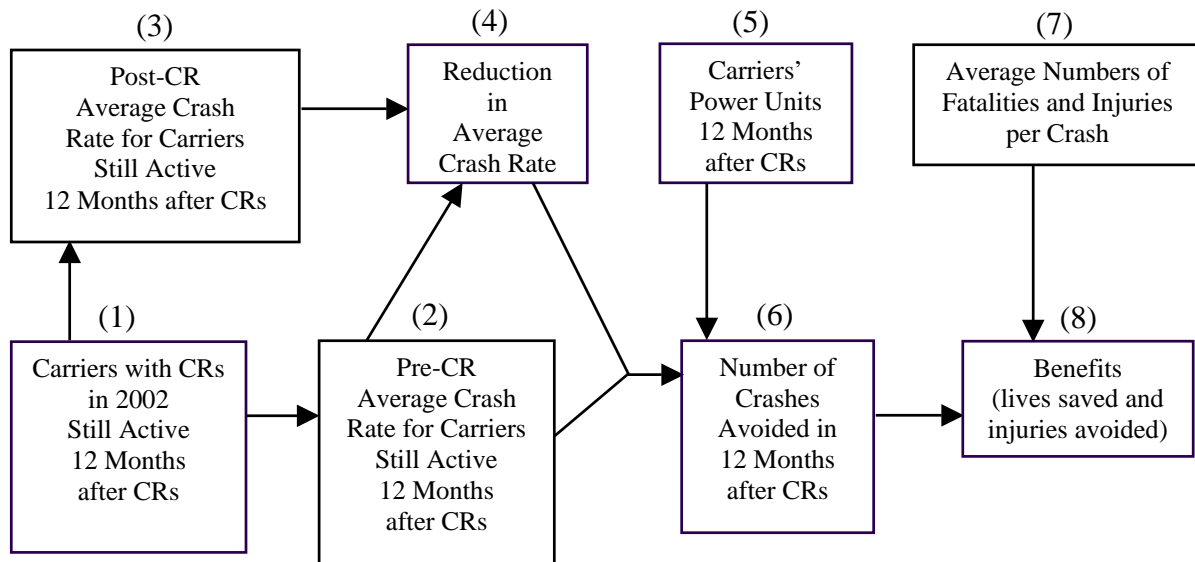 (3)
Post-CR
Average Crash
Rate for Carriers
Still Active
12 Months after CRs
(4)
Reduction
in
Average
Crash Rate
(5)
Carriers’
Power Units
12 Months
after CRs
(7)
Average Numbers of
Fatalities and Injuries
per Crash
(1)
Carriers with CRs
in 2002
Still Active
12 Months
after CRs
(2)
Pre-CR
Average Crash
Rate for Carriers
Still Active
12 Months
after CRs
(6)
Number of
Crashes
Avoided in
12 Months
after CRs
(8)
Benefits
(lives saved and
injuries avoided)